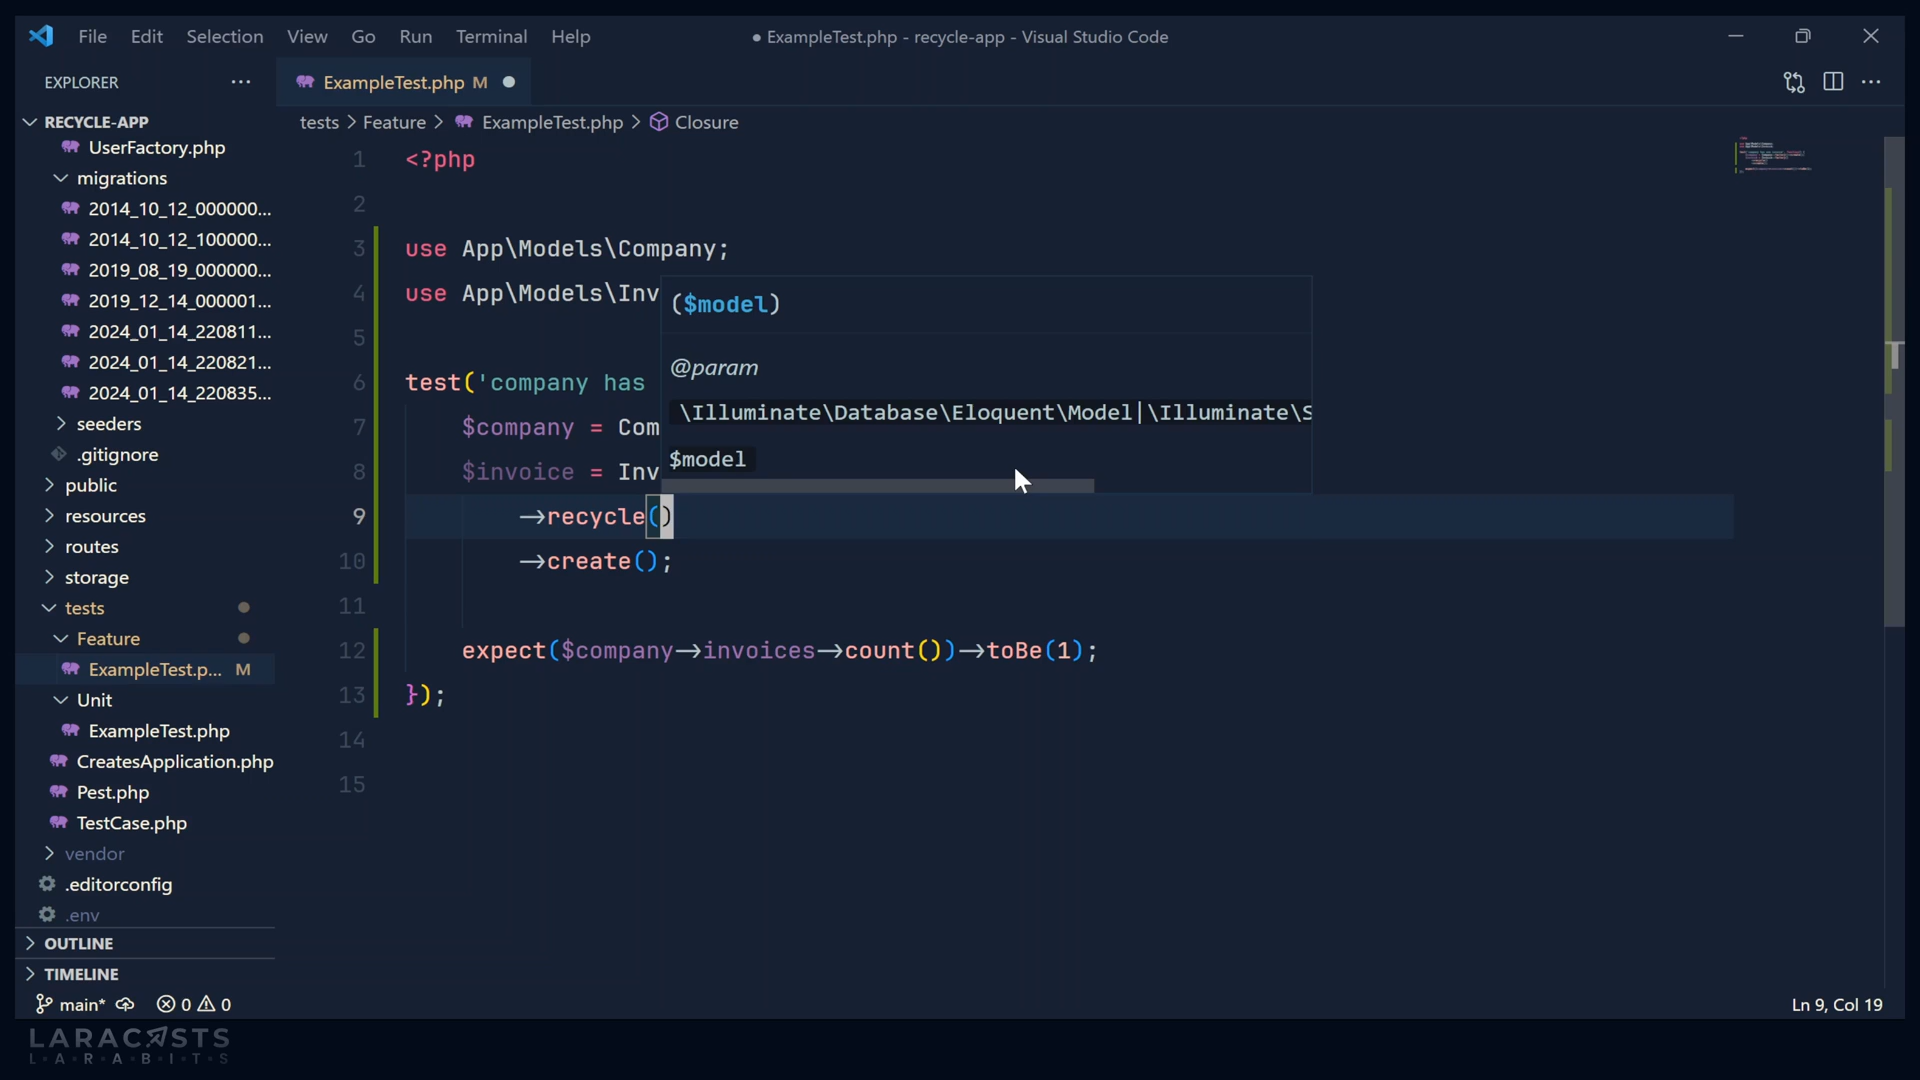 File Edit Selection View Go Run Terminal Help
● ExampleTest.php - recycle-app - Visual Studio Code
EXPLORER
ExampleTest.php M
RECYCLE-APP
UserFactory.php
migrations
2014_10_12_000000...
2014_10_12_100000...
2019_08_19_000000...
2019_12_14_000001...
2024_01_14_220811...
2024_01_14_220821...
2024_01_14_220835...
seeders
.gitignore
public
resources
routes
storage
tests
Feature
ExampleTest.p... M
Unit
ExampleTest.php
CreatesApplication.php
Pest.php
TestCase.php
vendor
.editorconfig
.env
OUTLINE
TIMELINE
tests > Feature > ExampleTest.php > Closure
1 <?php
2
3 use App\Models\Company;
4 use App\Models\Inv
5
6 test('company has
7 $company = Com
8 $invoice = Inv
9 ->recycle()
10 ->create();
11
12 expect($company->invoices->count())->toBe(1);
13 });
14
15
($model)
@param
\Illuminate\Database\Eloquent\Model|\Illuminate\S
$model
main* 0 0
Ln 9, Col 19
LARACASTS
L·A·R·A·B·I·T·S